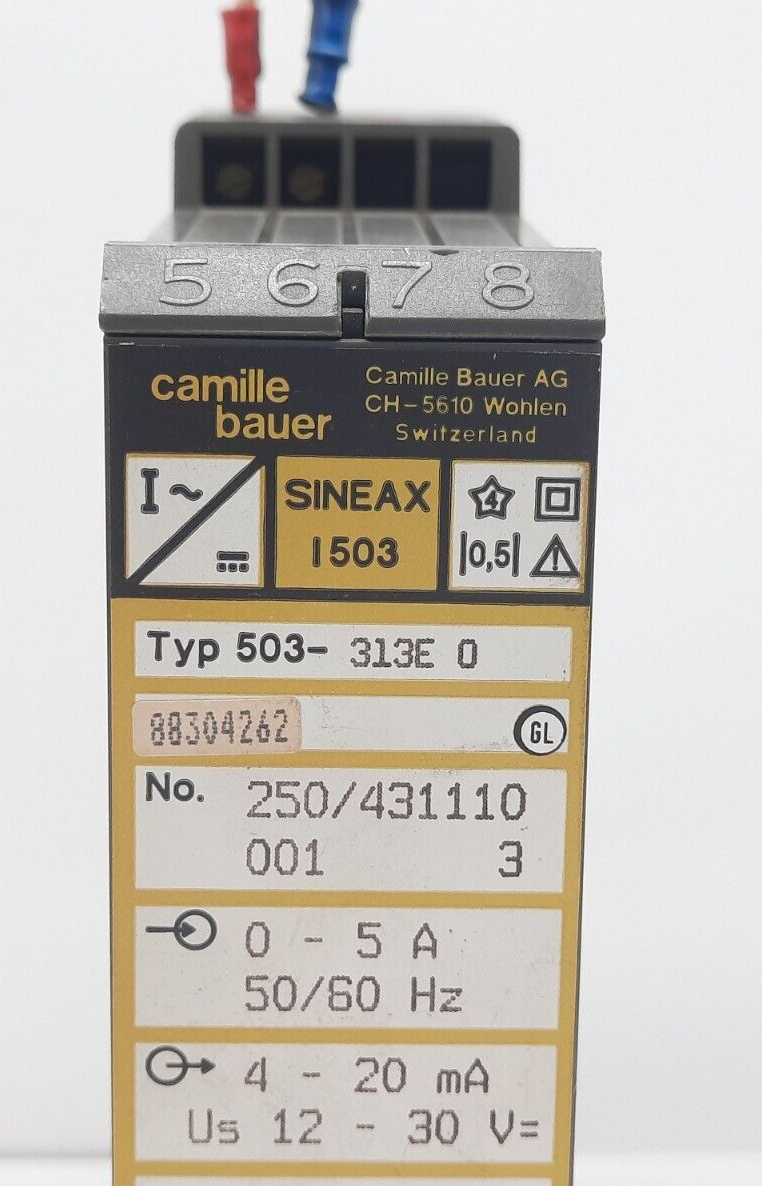 5 6 7 8
camille
bauer
Camille Bauer AG
CH-5610 Wohlen
Switzerland
I~
SINEAX
I 503
4
|0,5|
Typ 503- 313E 0
88304262
GL
No. 250/431110
001 3
0 - 5 A
50/60 Hz
4 - 20 mA
Us 12 - 30 V=